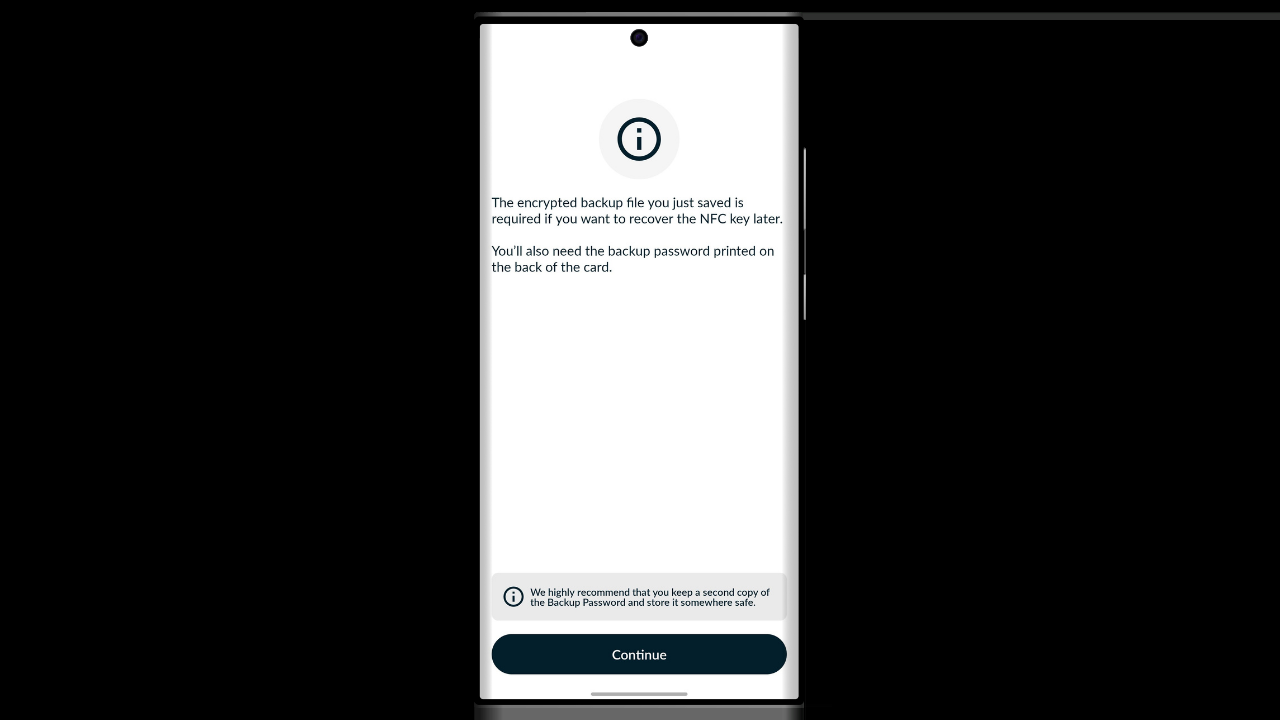 The encrypted backup file you just saved is
required if you want to recover the NFC key later.
You'll also need the backup password printed on
the back of the card.
We highly recommend that you keep a second copy of
the Backup Password and store it somewhere safe.
Continue